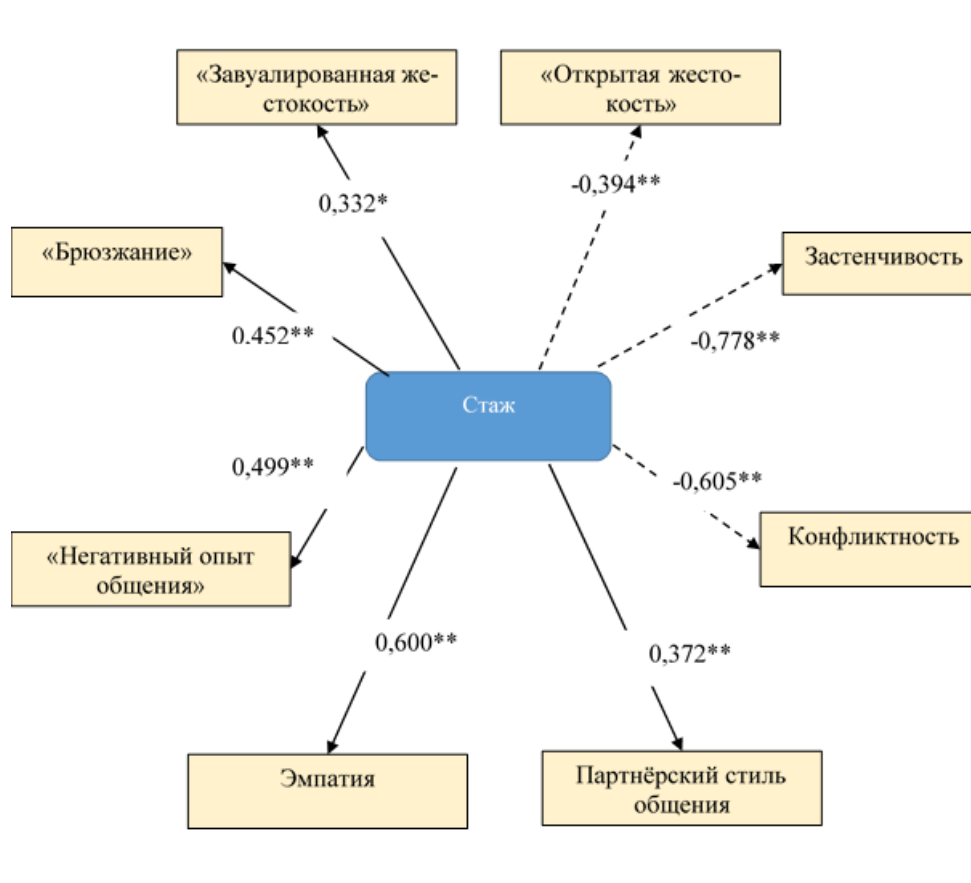 «Завуалированная же-
стокость»
«Открытая жесто-
кость»
0,332*
-0,394**
«Брюзжание»
Застенчивость
0.452**
-0,778**
Стаж
0,499**
-0,605**
«Негативный опыт
общения»
Конфликтность
0,600**
0,372**
Эмпатия
Партнёрский стиль
общения